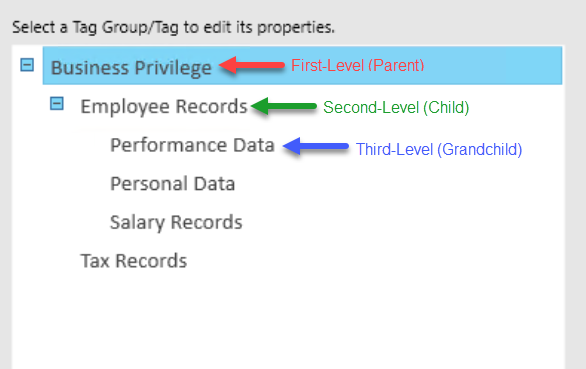 Select a Tag Group/Tag to edit its properties.
Business Privilege First-Level (Parent)
Employee Records Second-Level (Child)
Performance Data Third-Level (Grandchild)
Personal Data
Salary Records
Tax Records